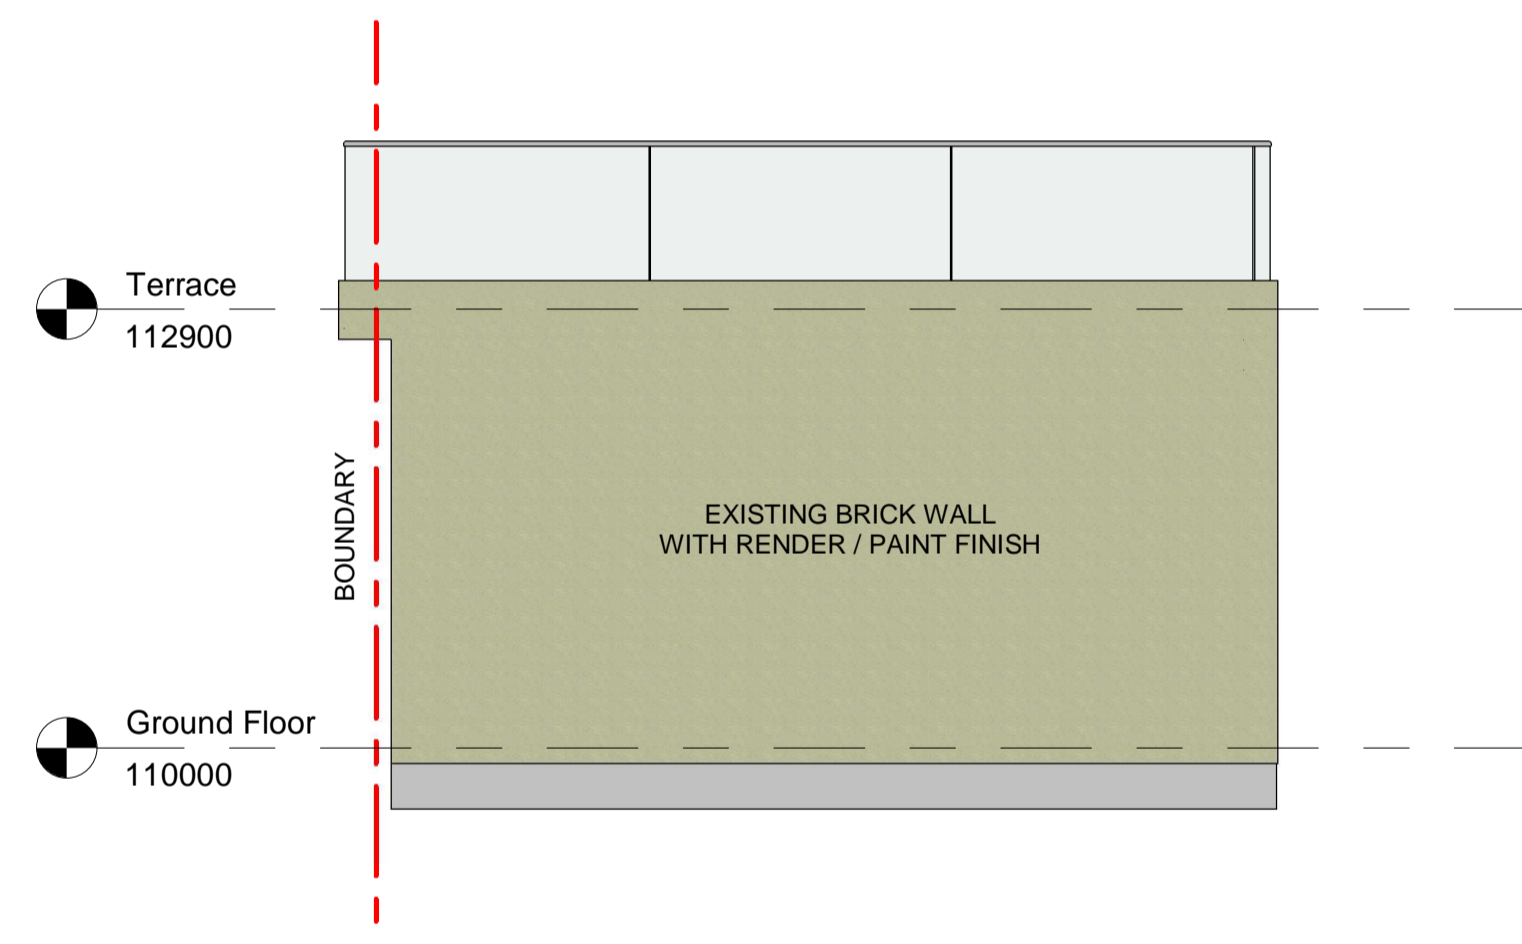 Terrace
112900
BOUNDARY
EXISTING BRICK WALL
WITH RENDER / PAINT FINISH
Ground Floor
110000